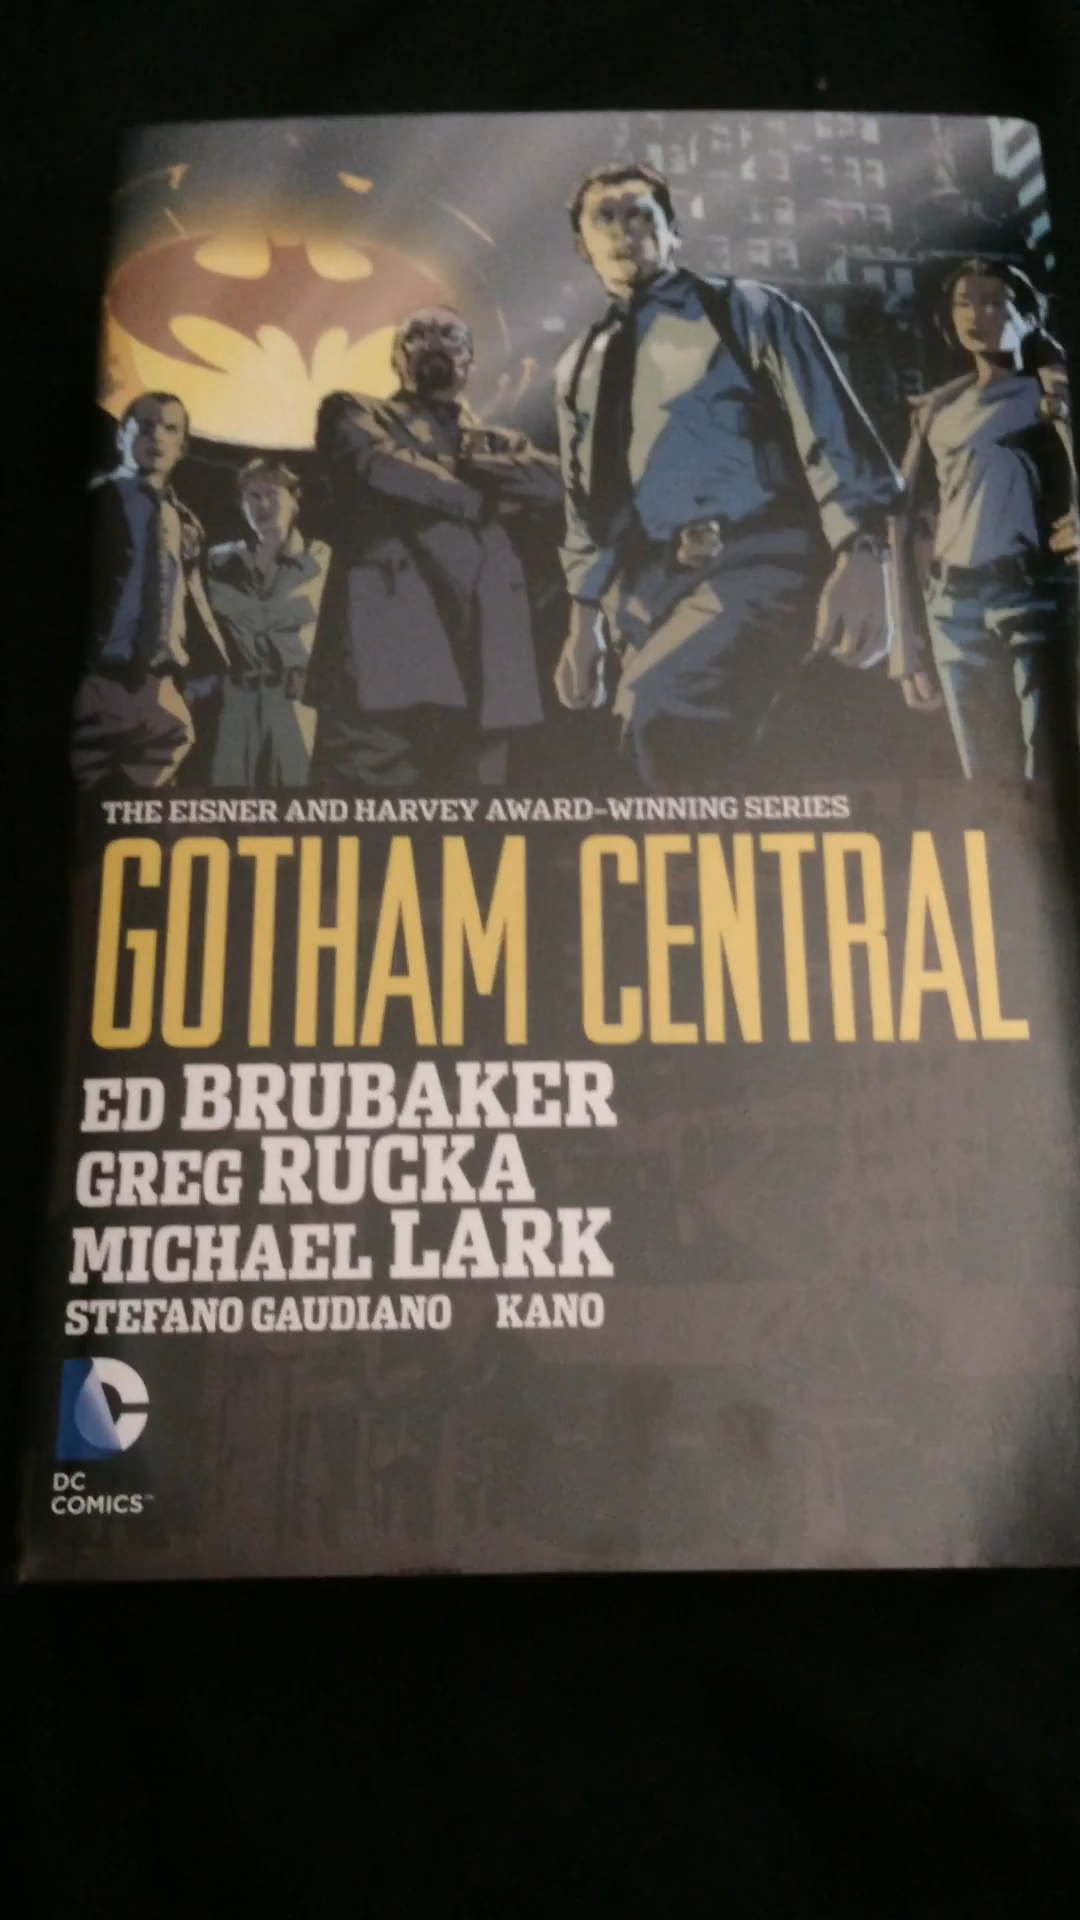 THE EISNER AND HARVEY AWARD-WINNING SERIES
GOTHAM CENTRAL
ED BRUBAKER
GREG RUCKA
MICHAEL LARK
STEFANO GAUDIANO KANO
DC
DC
COMICS™